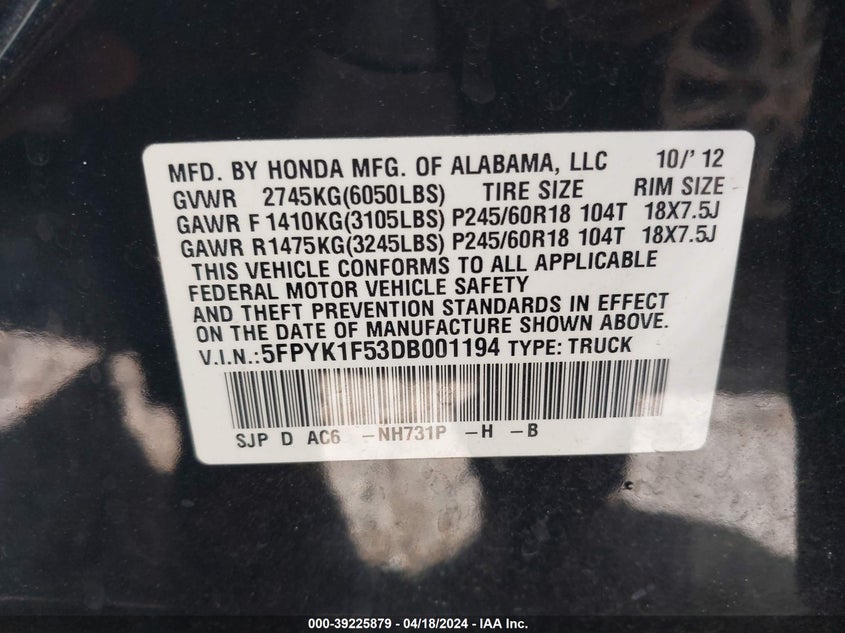 MFD. BY HONDA MFG. OF ALABAMA, LLC 10/' 12
GVWR 2745KG(6050LBS) TIRE SIZE RIM SIZE
GAWR F1410KG(3105LBS) P245/60R18 104T 18X7.5J
GAWR R1475KG(3245LBS) P245/60R18 104T 18X7.5J
THIS VEHICLE CONFORMS TO ALL APPLICABLE
FEDERAL MOTOR VEHICLE SAFETY
AND THEFT PREVENTION STANDARDS IN EFFECT
ON THE DATE OF MANUFACTURE SHOWN ABOVE.
V.I.N.:5FPYK1F53DB001194 TYPE: TRUCK
SJP D AC6 -NH731P -H -B
000-39225879 - 04/18/2024 - IAA Inc.